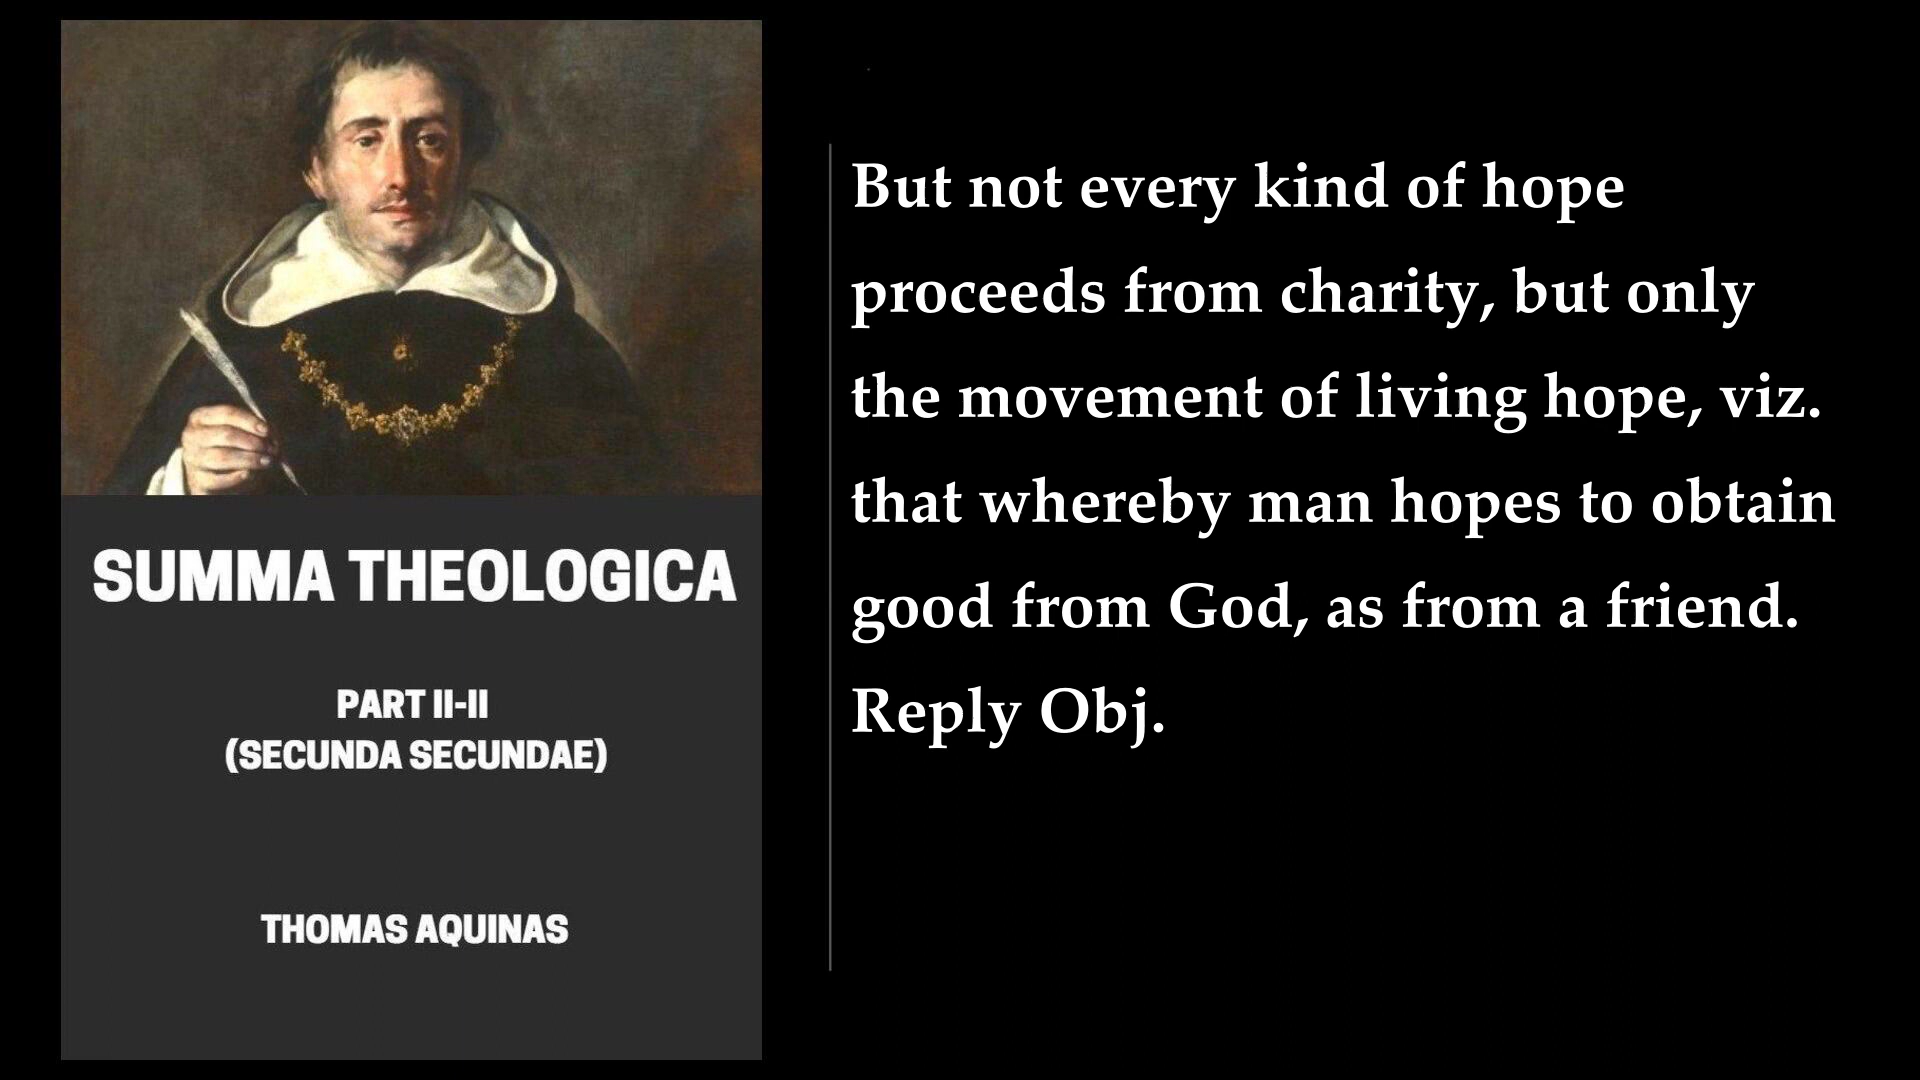 SUMMA THEOLOGICA
PART II-II
(SECUNDA SECUNDAE)
THOMAS AQUINAS
But not every kind of hope
proceeds from charity, but only
the movement of living hope, viz.
that whereby man hopes to obtain
good from God, as from a friend.
Reply Obj.